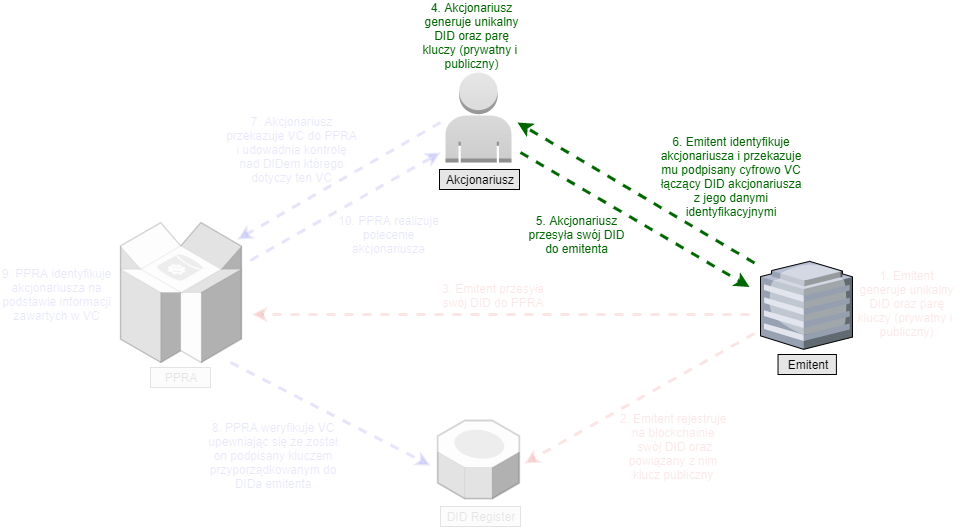 4. Akcjonariusz
generuje unikalny
DID oraz parę
kluczy (prywatny i
publiczny)
7. Akcjonariusz
przekazuje VC do PPRA
i udowadnia kontrolę
nad DIDem którego
dotyczy ten VC
6. Emitent identyfikuje
akcjonariusza i przekazuje
mu podpisany cyfrowo VC
łączący DID akcjonariusza
z jego danymi
identyfikacyjnymi
Akcjonariusz
10. PPRA realizuje
polecenie
akcjonariusza
5. Akcjonariusz
przesyła swój DID
do emitenta
9. PPRA identyfikuje
akcjonariusza na
podstawie informacji
zawartych w VC
3. Emitent przesyła
swój DID do PPRA
1. Emitent
generuje unikalny
DID oraz parę
kluczy (prywatny i
publiczny)
PPRA
Emitent
8. PPRA weryfikuje VC
upewniając się że został
on podpisany kluczem
przyporządkowanym do
DIDa emitenta
2. Emitent rejestruje
na blockchainie
swój DID oraz
powiązany z nim
klucz publiczny
DID Register